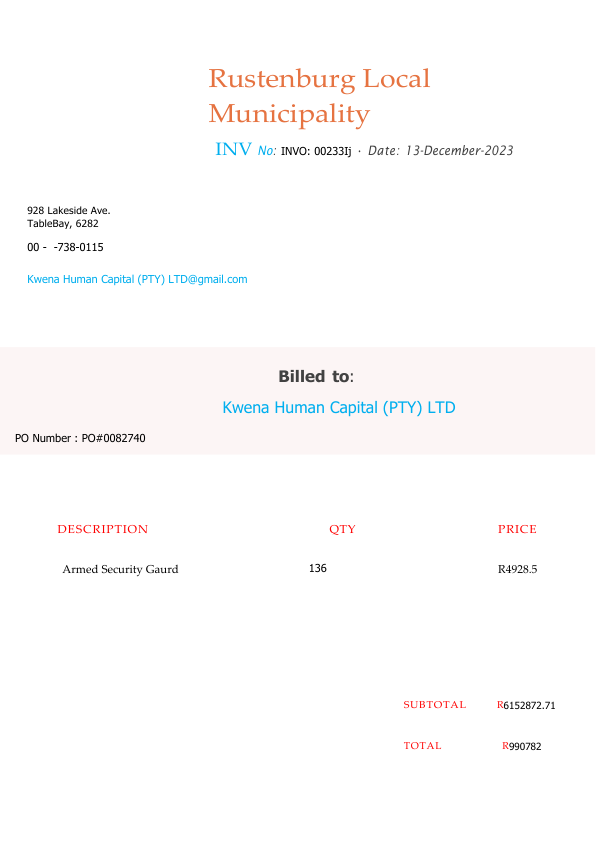 Rustenburg Local
Municipality
INV No: INVO: 00233Ij · Date: 13-December-2023
928 Lakeside Ave.
TableBay, 6282
00 - -738-0115
Kwena Human Capital (PTY) LTD@gmail.com
Billed to:
Kwena Human Capital (PTY) LTD
PO Number : PO#0082740
DESCRIPTION QTY PRICE
Armed Security Gaurd 136 R4928.5
SUBTOTAL R6152872.71
TOTAL R990782